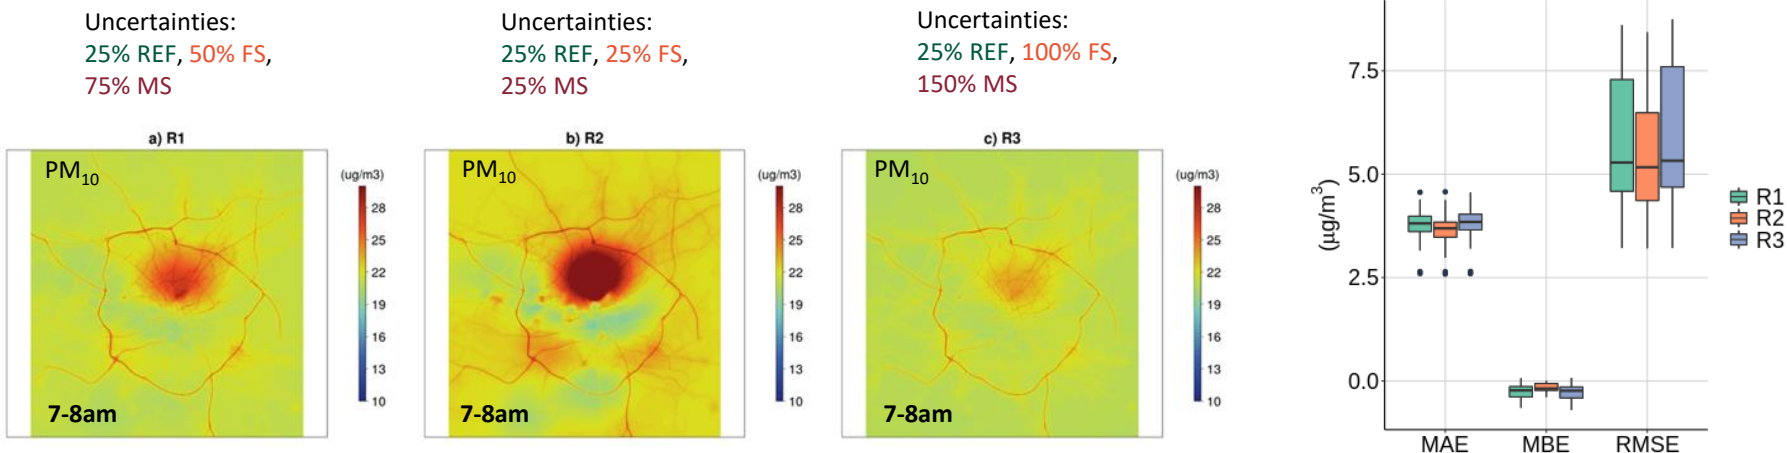 Uncertainties:
25% REF, 50% FS,
75% MS
Uncertainties:
25% REF, 25% FS,
25% MS
Uncertainties:
25% REF, 100% FS,
150% MS
a) R1
PM10
7-8am
(ug/m3)
28
25
22
19
16
13
10
b) R2
PM10
7-8am
(ug/m3)
28
25
22
19
16
13
10
c) R3
PM10
7-8am
(ug/m3)
28
25
22
19
16
13
10
(μg/m³)
7.5
5.0
2.5
0.0
MAE MBE RMSE
R1
R2
R3